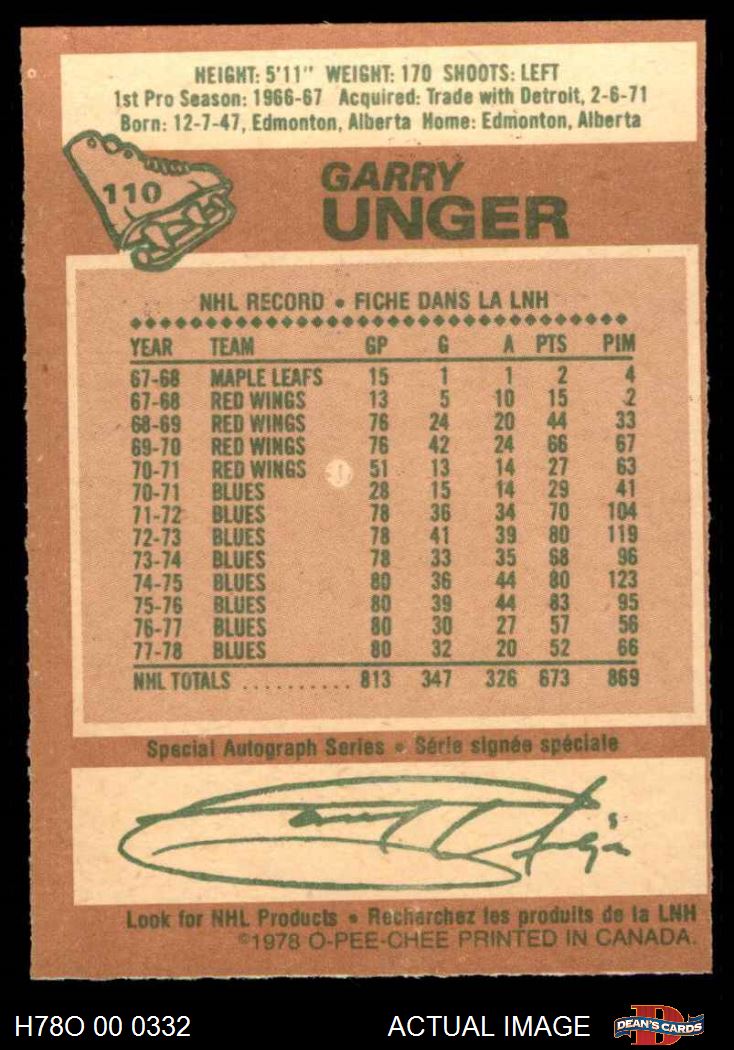 HEIGHT: 5'11" WEIGHT: 170 SHOOTS: LEFT
1st Pro Season: 1966-67 Acquired: Trade with Detroit, 2-6-71
Born: 12-7-47, Edmonton, Alberta Home: Edmonton, Alberta
110
GARRY
UNGER
NHL RECORD • FICHE DANS LA LNH
YEAR TEAM GP G A PTS PIM
67-68 MAPLE LEAFS 15 1 1 2 4
67-68 RED WINGS 13 5 10 15 2
68-69 RED WINGS 76 24 20 44 33
69-70 RED WINGS 76 42 24 66 67
70-71 RED WINGS 51 13 14 27 63
70-71 BLUES 28 15 14 29 41
71-72 BLUES 78 36 34 70 104
72-73 BLUES 78 41 39 80 119
73-74 BLUES 78 33 35 68 96
74-75 BLUES 80 36 44 80 123
75-76 BLUES 80 39 44 83 95
76-77 BLUES 80 30 27 57 56
77-78 BLUES 80 32 20 52 66
NHL TOTALS .......... 813 347 326 673 869
Special Autograph Series • Série signée spéciale
Garry Unger
Look for NHL Products • Recherchez les produits de la LNH
©1978 O-PEE-CHEE PRINTED IN CANADA.
H78O 00 0332 ACTUAL IMAGE
D
DEAN'S CARDS